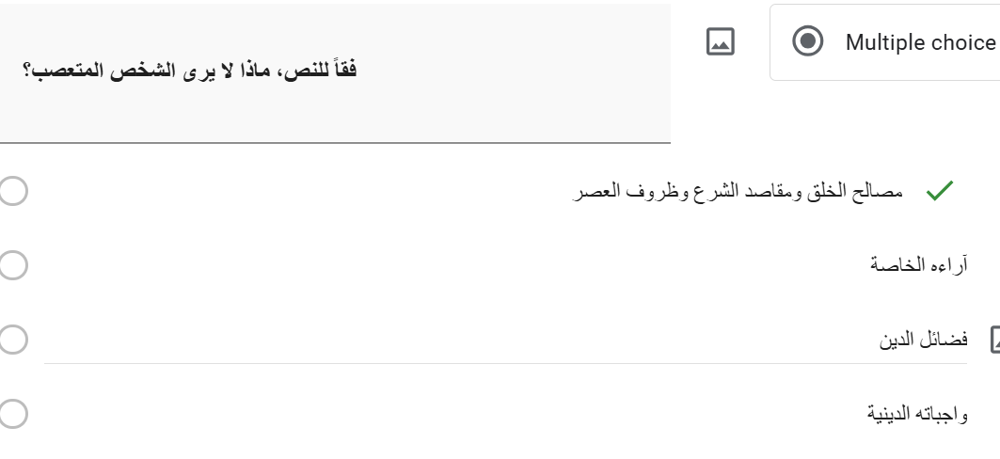 Multiple choice
فقاً للنص، ماذا لا يرى الشخص المتعصب؟
مصالح الخلق ومقاصد الشرع وظروف العصر
آراءه الخاصة
فضائل الدين
واجباته الدينية